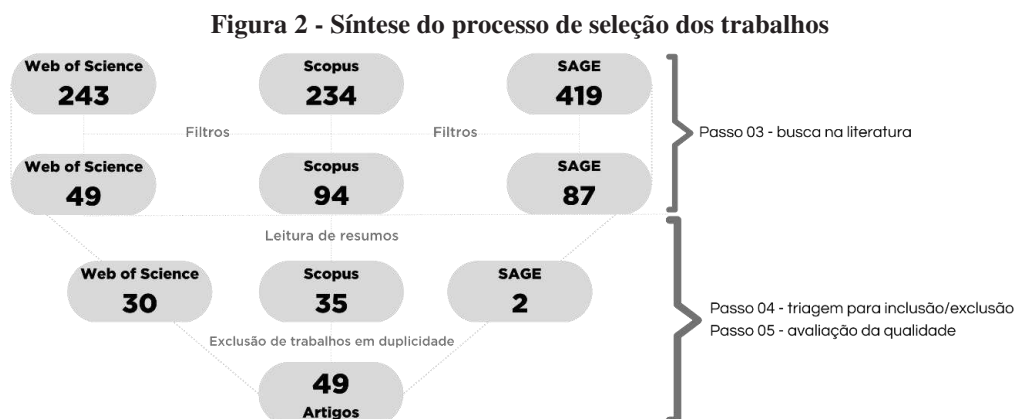 Figura 2 - Síntese do processo de seleção dos trabalhos
Web of Science
243
Scopus
234
SAGE
419
Filtros
Filtros
Passo 03 - busca na literatura
Web of Science
49
Scopus
94
SAGE
87
Leitura de resumos
Web of Science
30
Scopus
35
SAGE
2
Passo 04 - triagem para inclusão/exclusão
Passo 05 - avaliação da qualidade
Exclusão de trabalhos em duplicidade
49
Artigos